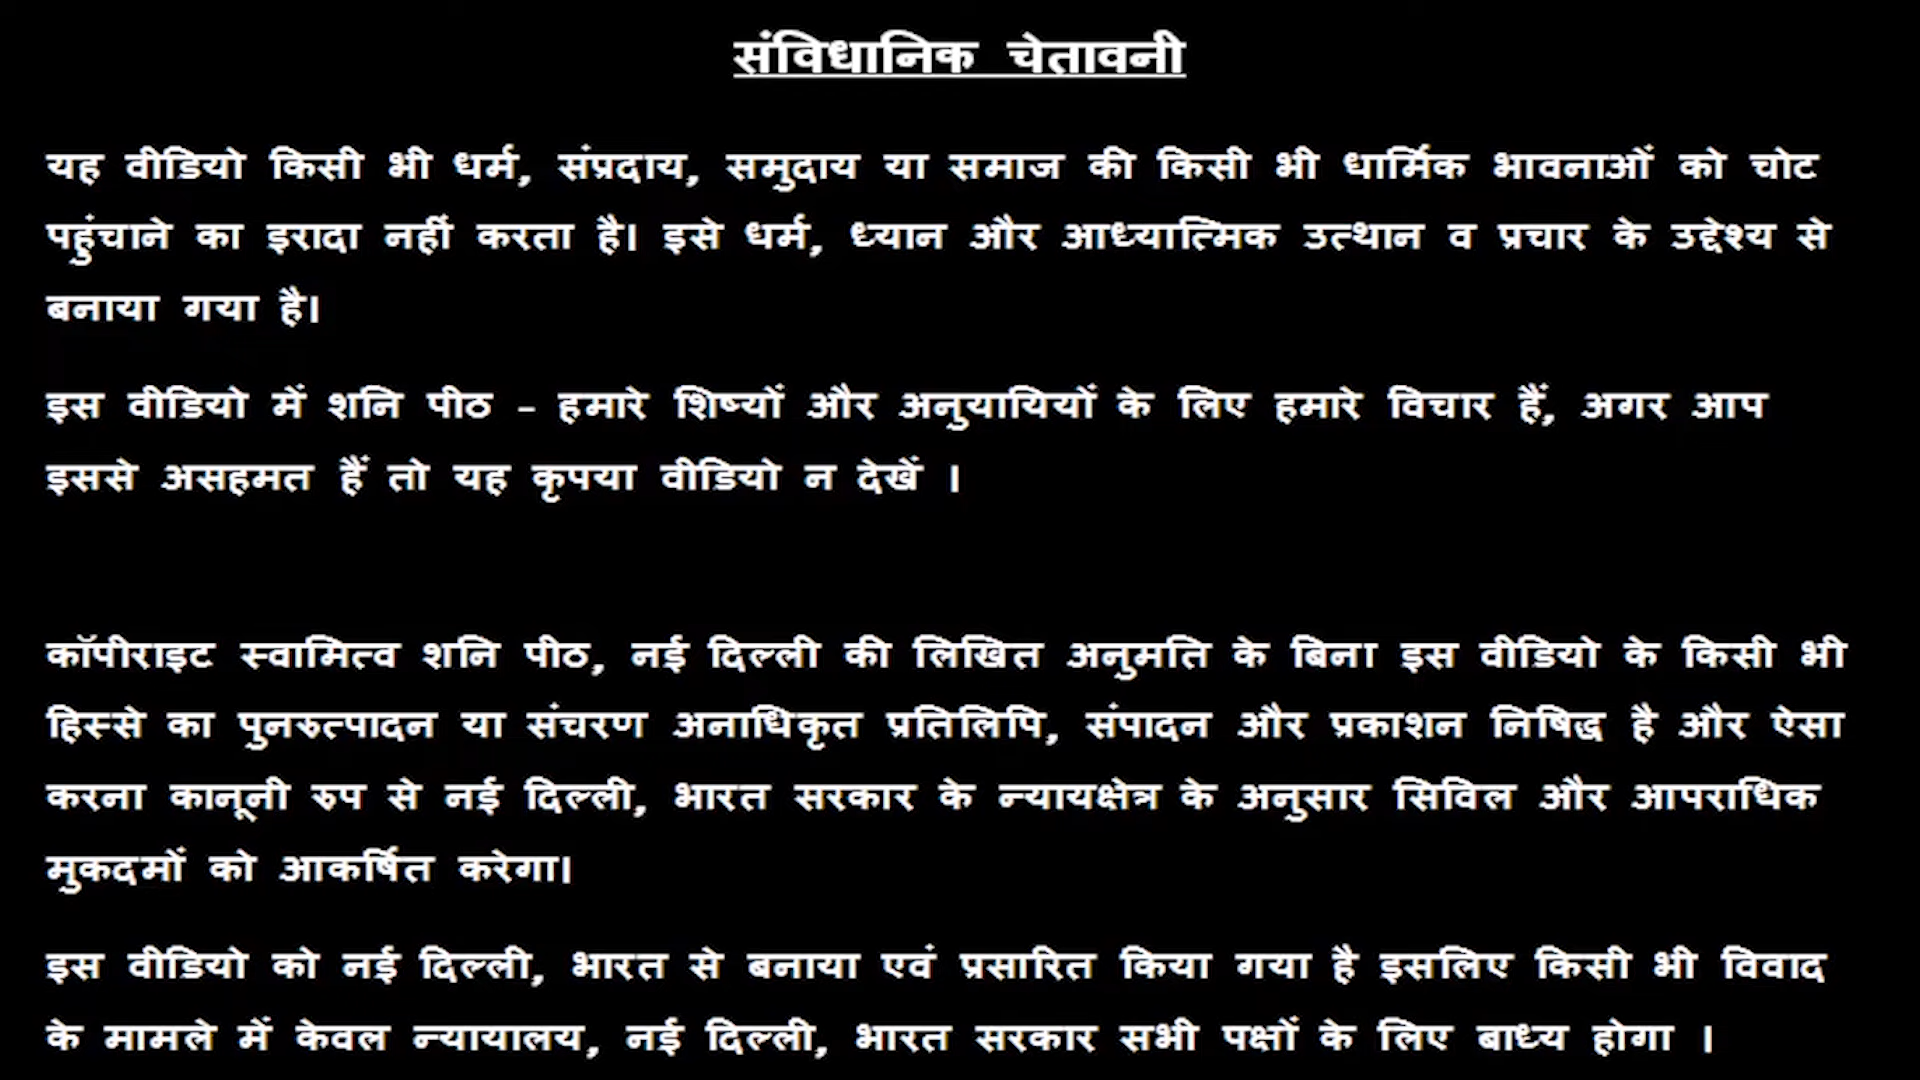 संविधानिक चेतावनी
यह वीडियो किसी भी धर्म, संप्रदाय, समुदाय या समाज की किसी भी धार्मिक भावनाओं को चोट
पहुंचाने का इरादा नहीं करता है। इसे धर्म, ध्यान और आध्यात्मिक उत्थान व प्रचार के उद्देश्य से
बनाया गया है।
इस वीडियो में शनि पीठ – हमारे शिष्यों और अनुयायियों के लिए हमारे विचार हैं, अगर आप
इससे असहमत हैं तो यह कृपया वीडियो न देखें ।
कॉपीराइट स्वामित्व शनि पीठ, नई दिल्ली की लिखित अनुमति के बिना इस वीडियो के किसी भी
हिस्से का पुनरुत्पादन या संचरण अनाधिकृत प्रतिलिपि, संपादन और प्रकाशन निषिद्ध है और ऐसा
करना कानूनी रुप से नई दिल्ली, भारत सरकार के न्यायक्षेत्र के अनुसार सिविल और आपराधिक
मुकदमों को आकर्षित करेगा।
इस वीडियो को नई दिल्ली, भारत से बनाया एवं प्रसारित किया गया है इसलिए किसी भी विवाद
के मामले में केवल न्यायालय, नई दिल्ली, भारत सरकार सभी पक्षों के लिए बाध्य होगा ।